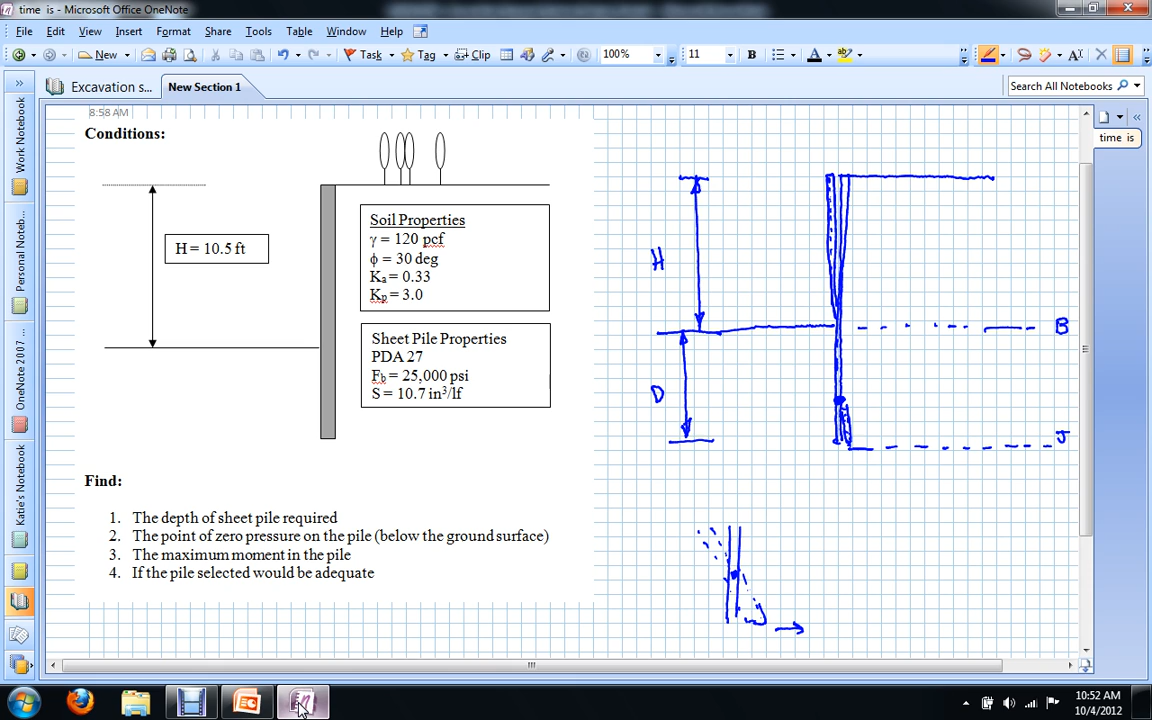 time is - Microsoft Office OneNote
File Edit View Insert Format Share Tools Table Window Help
New Task Tag Clip 100% 11 B A ab
Excavation s... New Section 1 Search All Notebooks
time is
Work Notebook
Personal Noteb...
OneNote 2007 ...
Katie's Noteb...
8:58 AM
Conditions:
H = 10.5 ft
Soil Properties
γ = 120 pcf
ϕ = 30 deg
Ka = 0.33
Kp = 3.0
Sheet Pile Properties
PDA 27
Fb = 25,000 psi
S = 10.7 in³/lf
Find:
1. The depth of sheet pile required
2. The point of zero pressure on the pile (below the ground surface)
3. The maximum moment in the pile
4. If the pile selected would be adequate
H
B
D
J
10:52 AM
10/4/2012